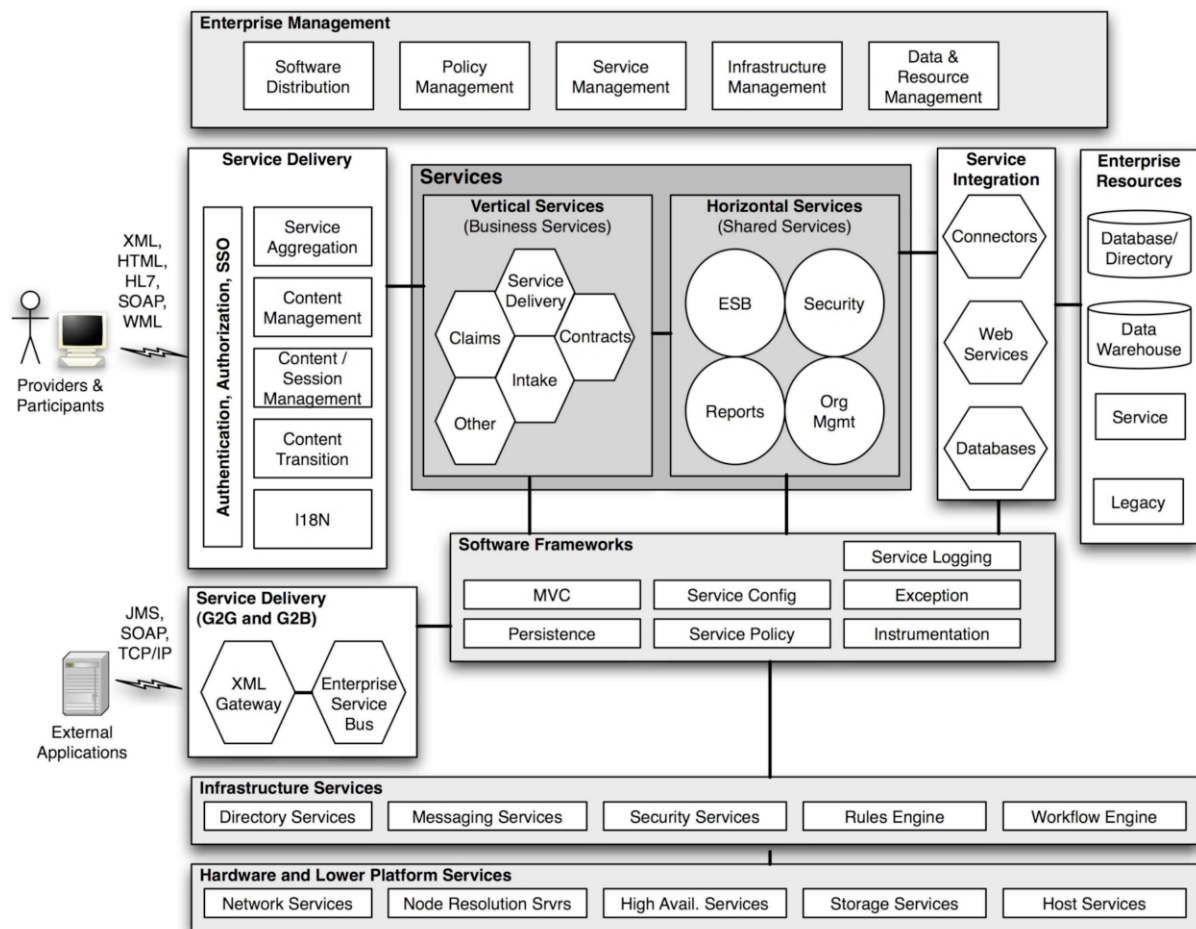 Enterprise Management
Software
Distribution
Policy
Management
Service
Management
Infrastructure
Management
Data &
Resource
Management
XML,
HTML,
HL7,
SOAP,
WML
Providers &
Participants
Service Delivery
Authentication, Authorization, SSO
Service
Aggregation
Content
Management
Content /
Session
Management
Content
Transition
I18N
Services
Vertical Services
(Business Services)
Service
Delivery
Claims
Contracts
Intake
Other
Horizontal Services
(Shared Services)
ESB
Security
Reports
Org
Mgmt
Service
Integration
Connectors
Web
Services
Databases
Enterprise
Resources
Database/
Directory
Data
Warehouse
Service
Legacy
Software Frameworks
Service Logging
MVC
Service Config
Exception
Persistence
Service Policy
Instrumentation
JMS,
SOAP,
TCP/IP
External
Applications
Service Delivery
(G2G and G2B)
XML
Gateway
Enterprise
Service
Bus
Infrastructure Services
Directory Services
Messaging Services
Security Services
Rules Engine
Workflow Engine
Hardware and Lower Platform Services
Network Services
Node Resolution Srvrs
High Avail. Services
Storage Services
Host Services